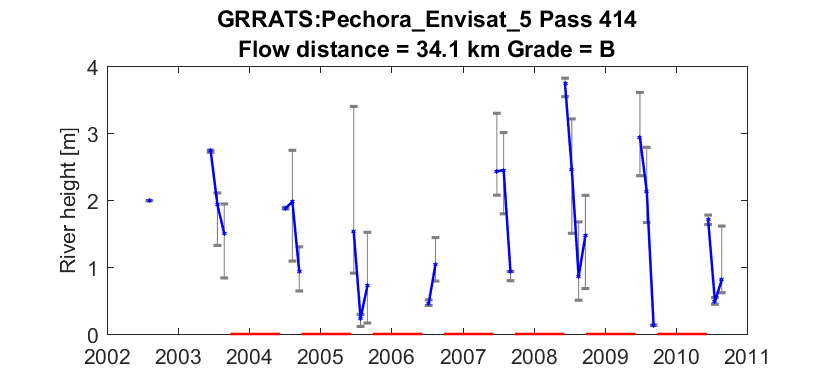 GRRATS:Pechora_Envisat_5 Pass 414
Flow distance = 34.1 km Grade = B
River height [m]
4
3
2
1
0
2002 2003 2004 2005 2006 2007 2008 2009 2010 2011